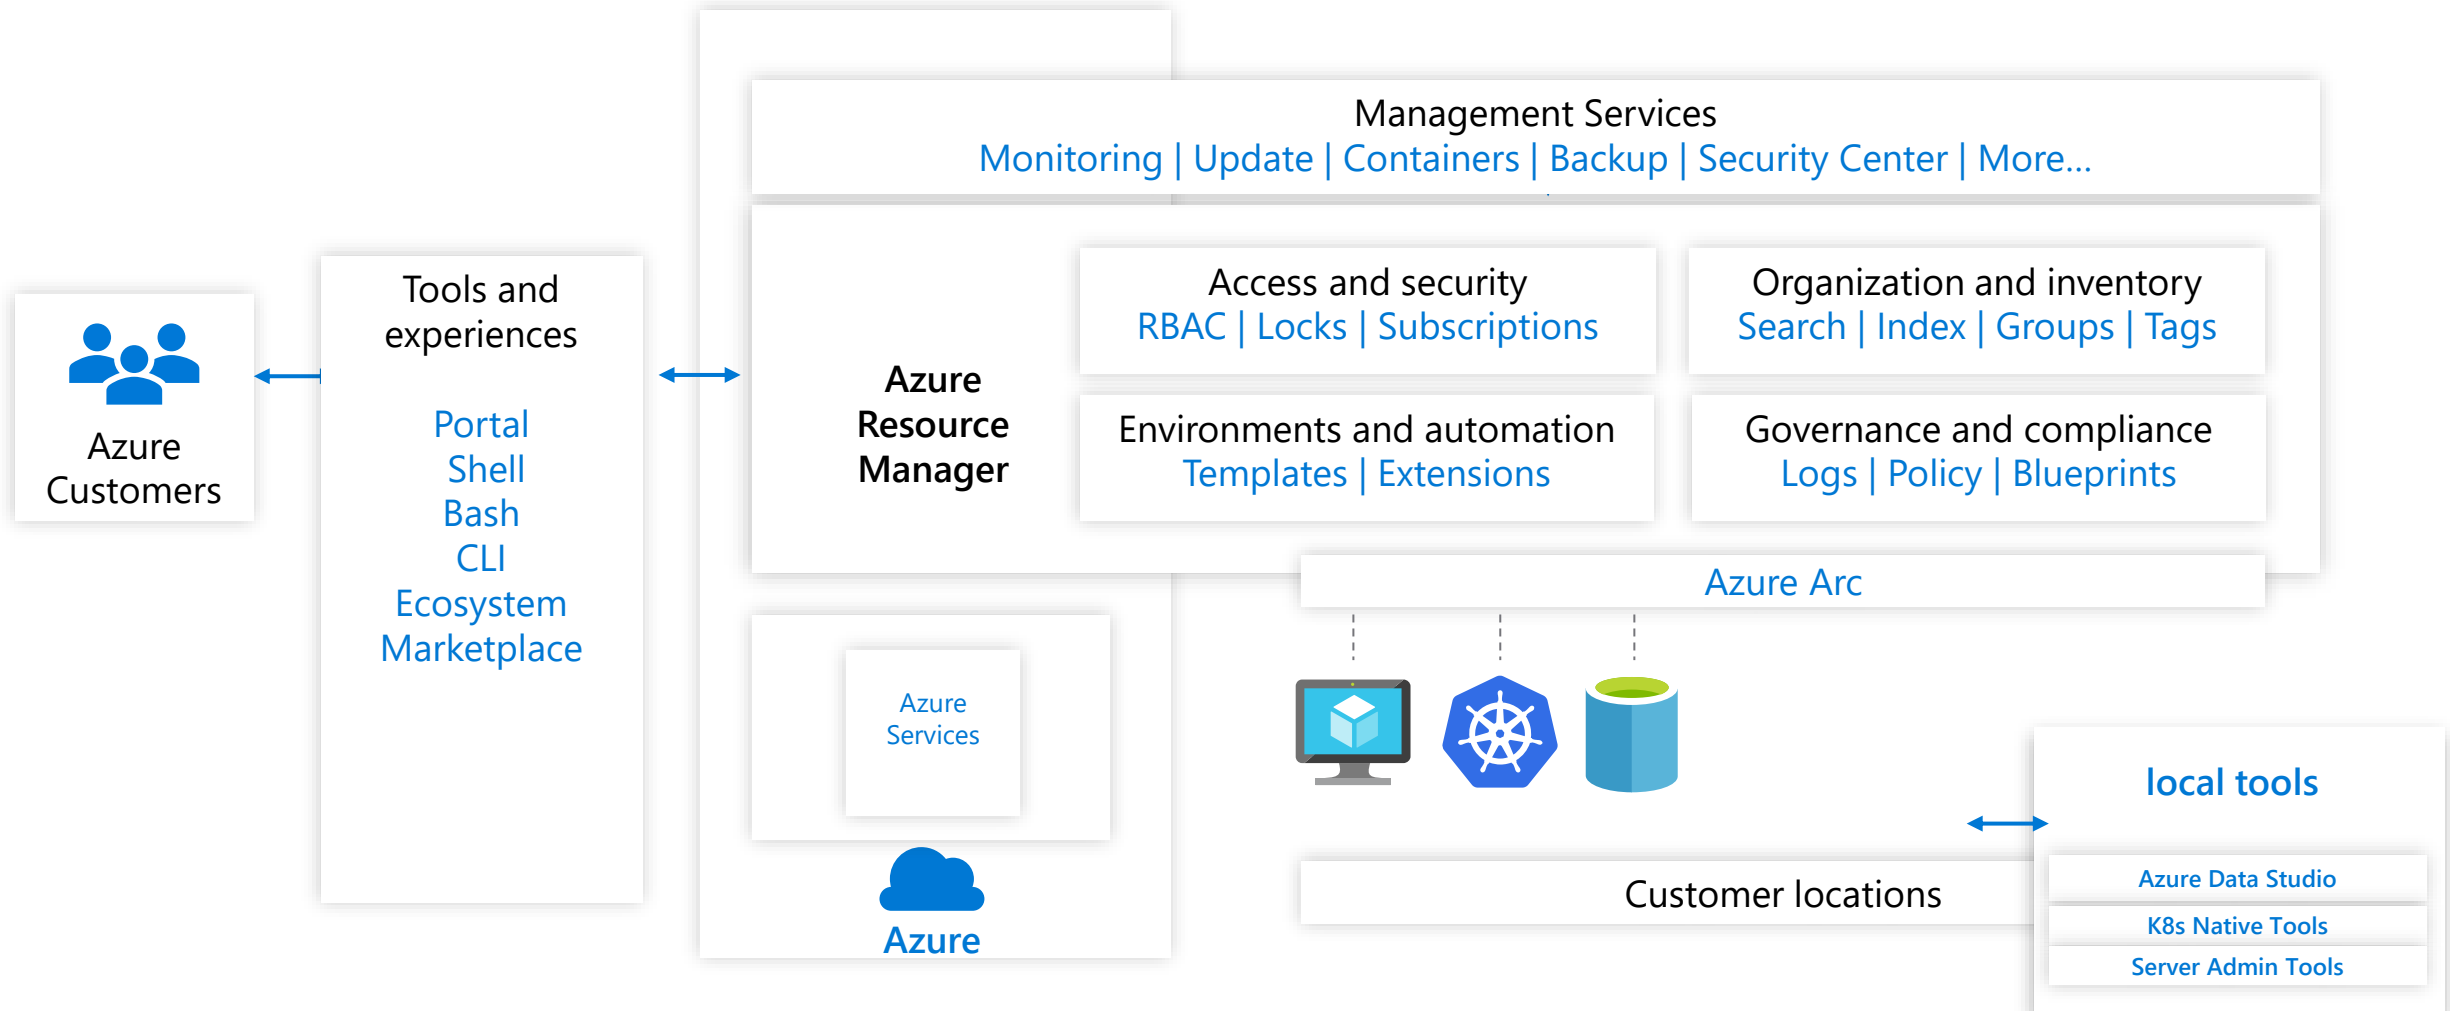 Management Services
Monitoring | Update | Containers | Backup | Security Center | More...
Azure
Customers
Tools and
experiences
Portal
Shell
Bash
CLI
Ecosystem
Marketplace
Azure
Resource
Manager
Access and security
RBAC | Locks | Subscriptions
Organization and inventory
Search | Index | Groups | Tags
Environments and automation
Templates | Extensions
Governance and compliance
Logs | Policy | Blueprints
Azure Arc
Azure
Services
Azure
Customer locations
local tools
Azure Data Studio
K8s Native Tools
Server Admin Tools